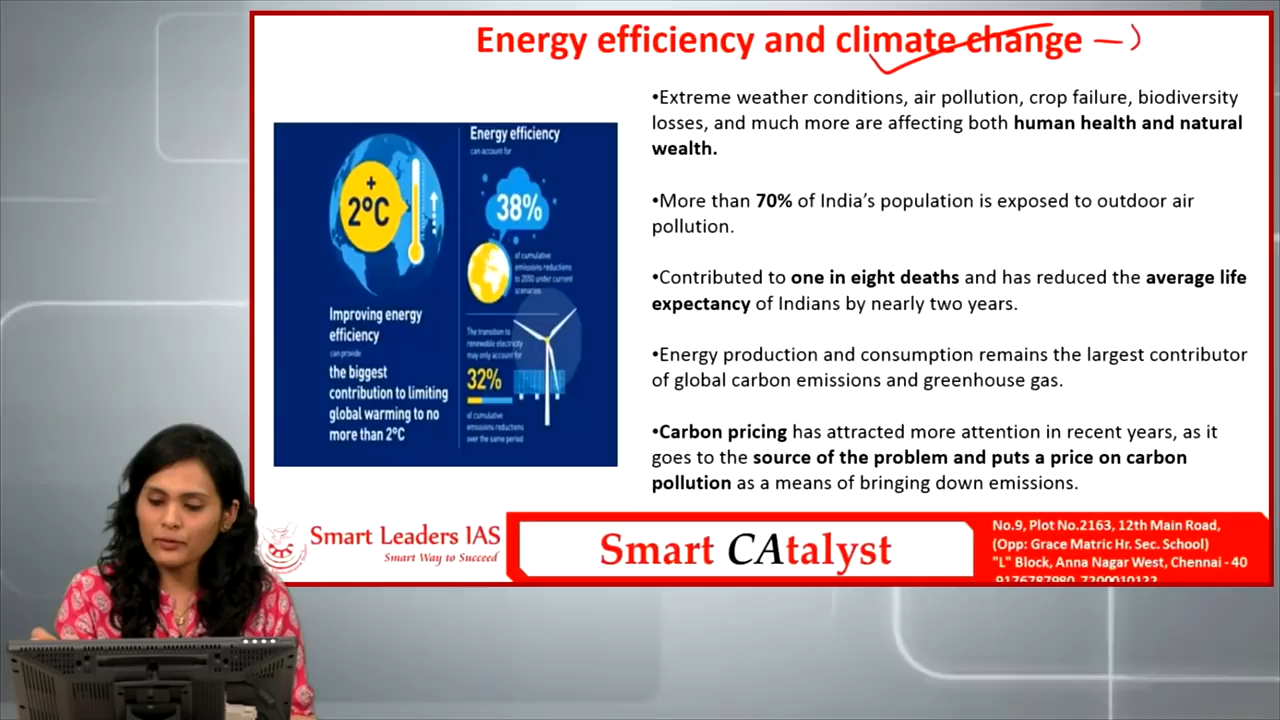 Energy efficiency and climate change
•Extreme weather conditions, air pollution, crop failure, biodiversity
losses, and much more are affecting both human health and natural
wealth.
•More than 70% of India's population is exposed to outdoor air
pollution.
•Contributed to one in eight deaths and has reduced the average life
expectancy of Indians by nearly two years.
•Energy production and consumption remains the largest contributor
of global carbon emissions and greenhouse gas.
•Carbon pricing has attracted more attention in recent years, as it
goes to the source of the problem and puts a price on carbon
pollution as a means of bringing down emissions.
+
2°C
Improving energy
efficiency
can provide
the biggest
contribution to limiting
global warming to no
more than 2°C
Energy efficiency
can account for
38%
of cumulative
emissions reductions
to 2050 under current
scenarios
The transition to
renewable electricity
may only account for
32%
of cumulative
emissions reductions
over the same period
Smart Leaders IAS
Smart Way to Succeed
Smart CAtalyst
No.9, Plot No.2163, 12th Main Road,
(Opp: Grace Matric Hr. Sec. School)
"L" Block, Anna Nagar West, Chennai - 40
9176787980, 7200010122